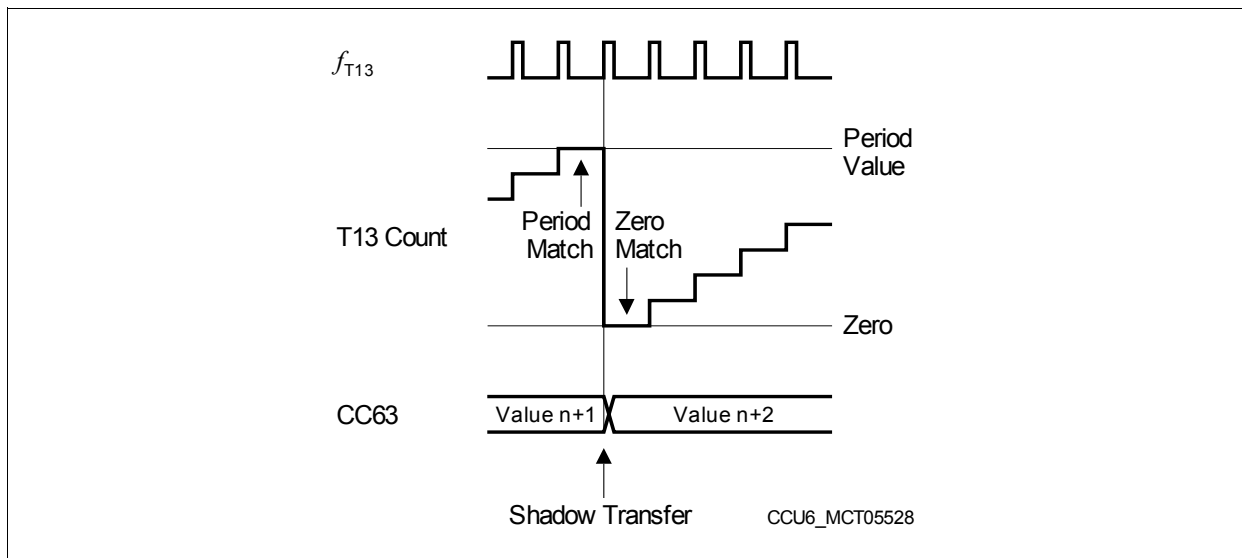 fT13
Period
Value
Period
Match
Zero
Match
T13 Count
Zero
CC63
Value n+1
Value n+2
Shadow Transfer
CCU6_MCT05528